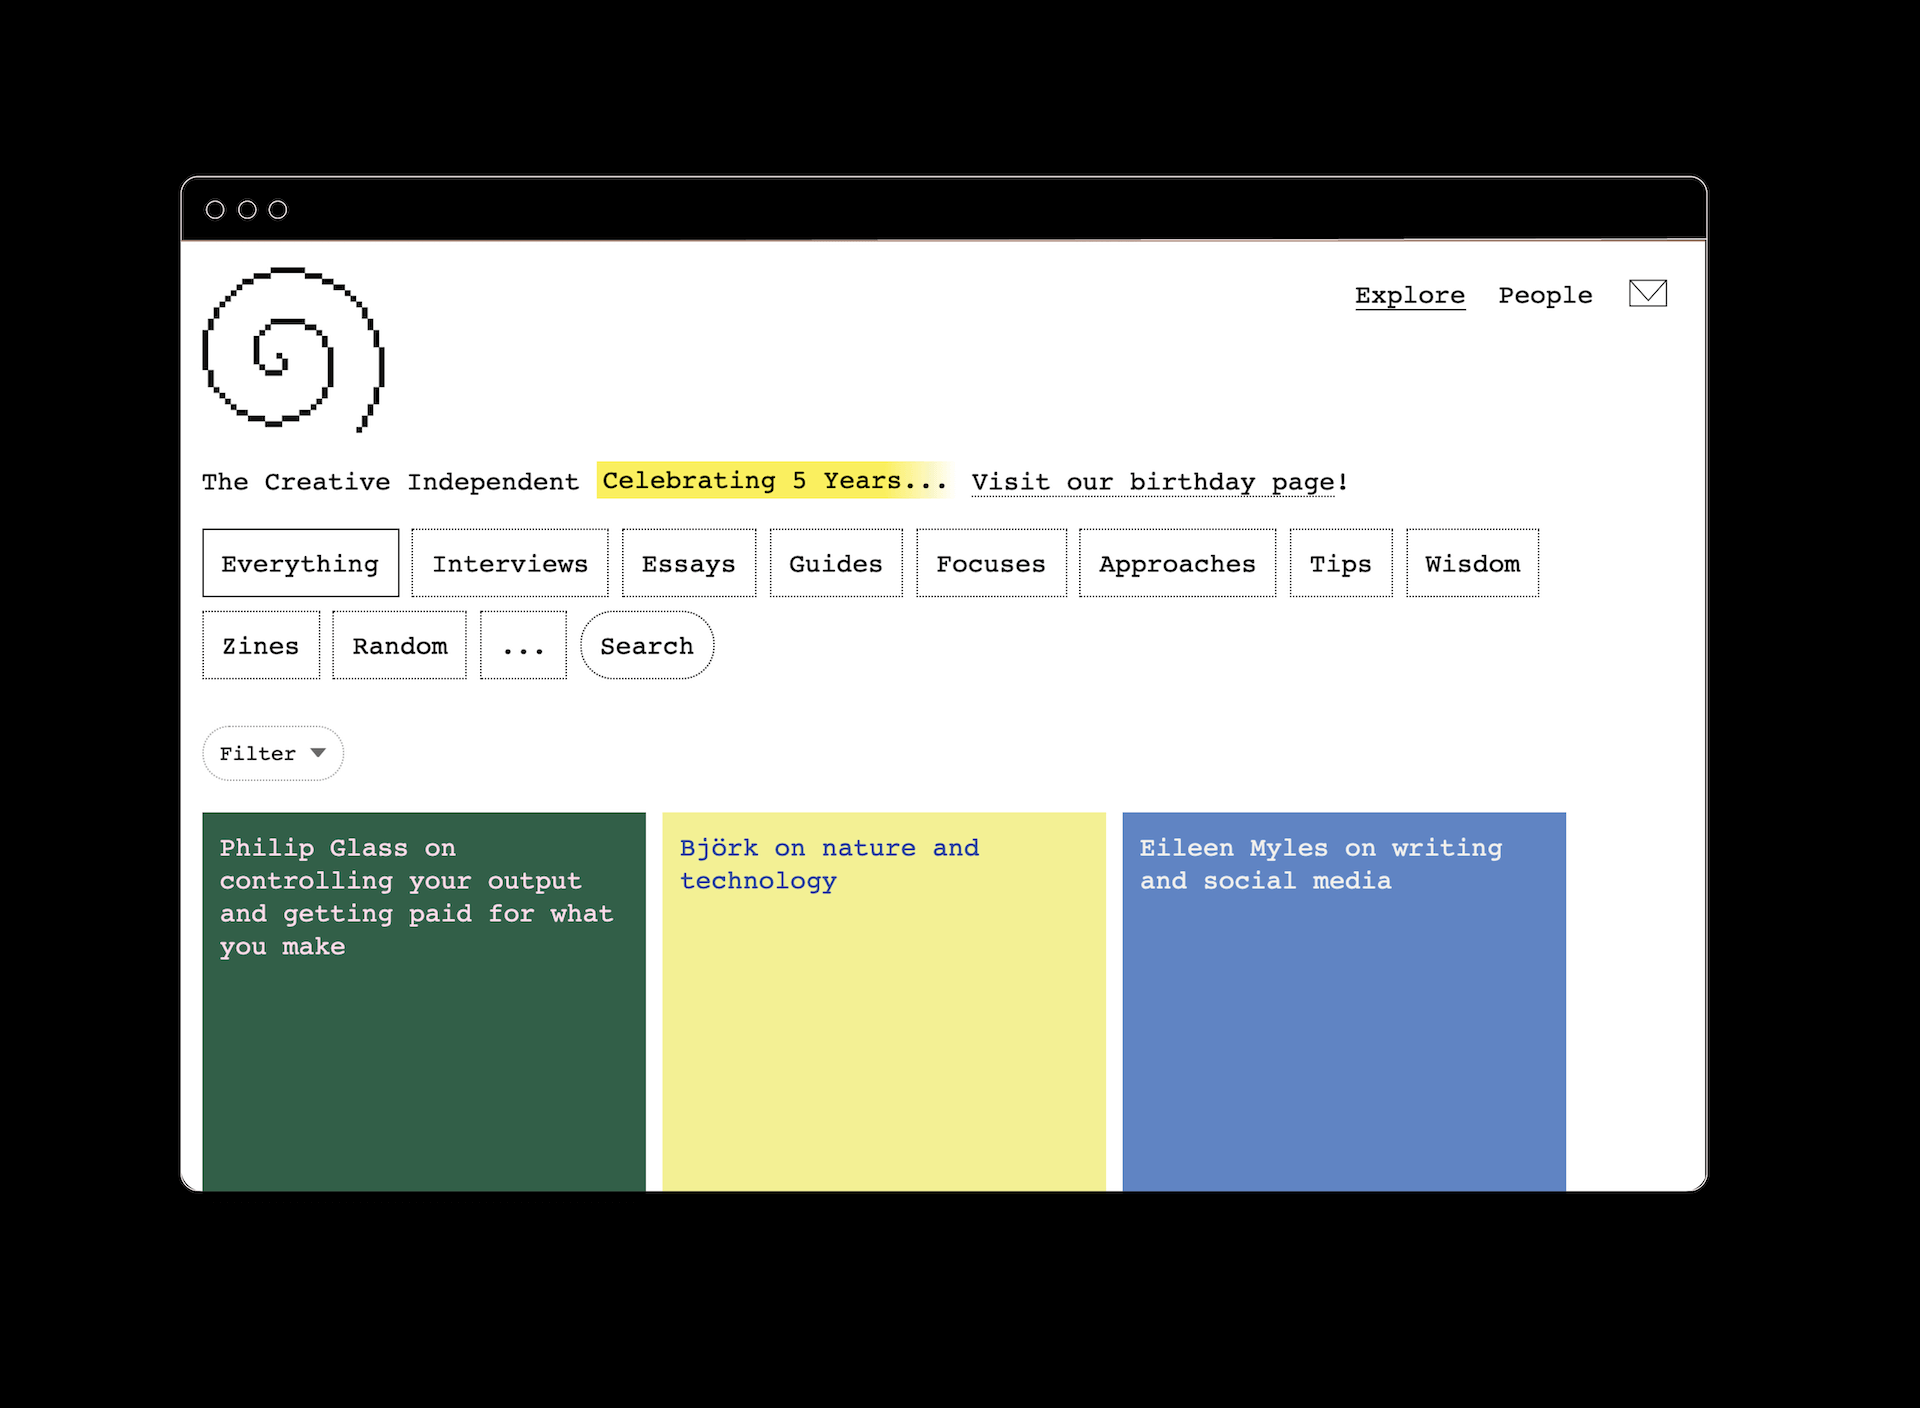 Explore People
The Creative Independent Celebrating 5 Years... Visit our birthday page!
Everything Interviews Essays Guides Focuses Approaches Tips Wisdom
Zines Random ... Search
Filter
Philip Glass on
controlling your output
and getting paid for what
you make
Björk on nature and
technology
Eileen Myles on writing
and social media